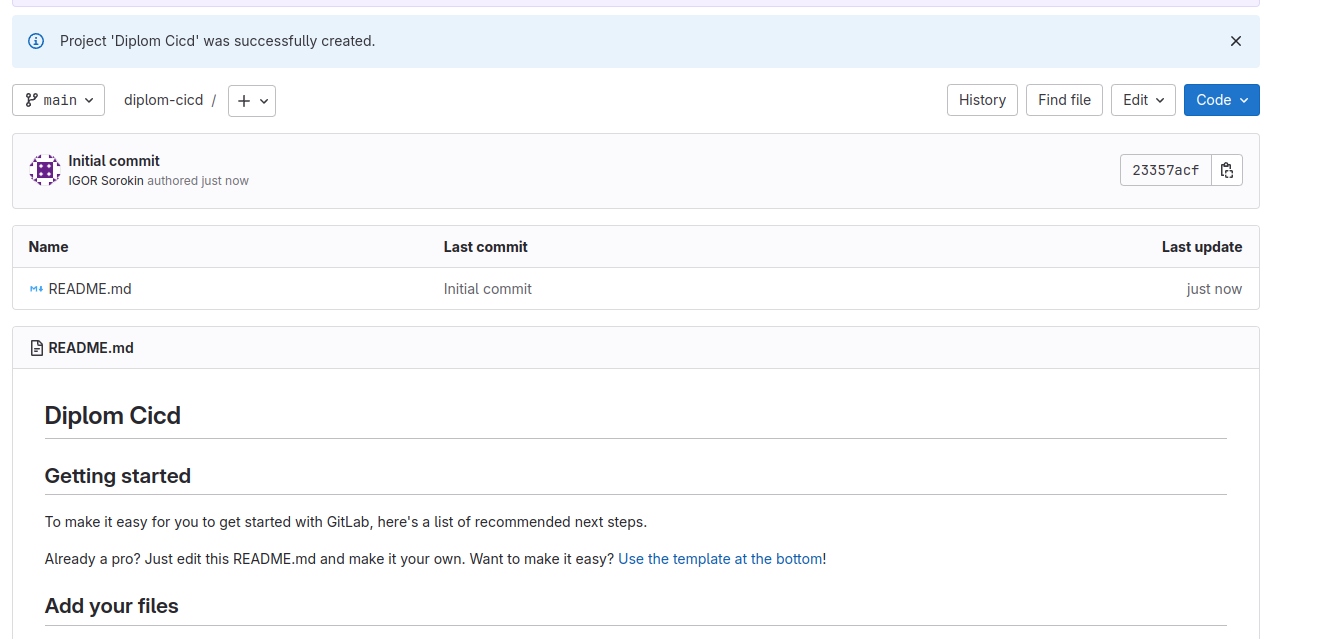 Project 'Diplom Cicd' was successfully created.
main diplom-cicd / History Find file Edit Code
Initial commit
IGOR Sorokin authored just now
23357acf
Name Last commit Last update
README.md Initial commit just now
README.md
Diplom Cicd
Getting started
To make it easy for you to get started with GitLab, here's a list of recommended next steps.
Already a pro? Just edit this README.md and make it your own. Want to make it easy? Use the template at the bottom!
Add your files